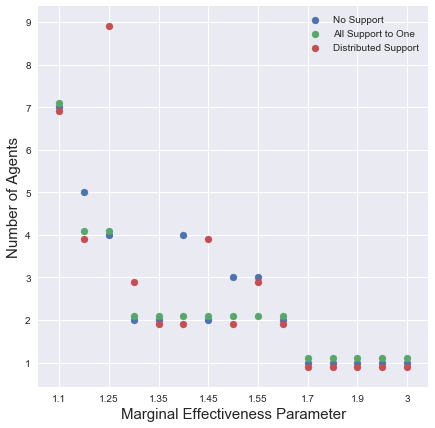 No Support
All Support to One
Distributed Support
Number of Agents
9
8
7
6
5
4
3
2
1
1.1 1.25 1.35 1.45 1.55 1.7 1.9 3
Marginal Effectiveness Parameter